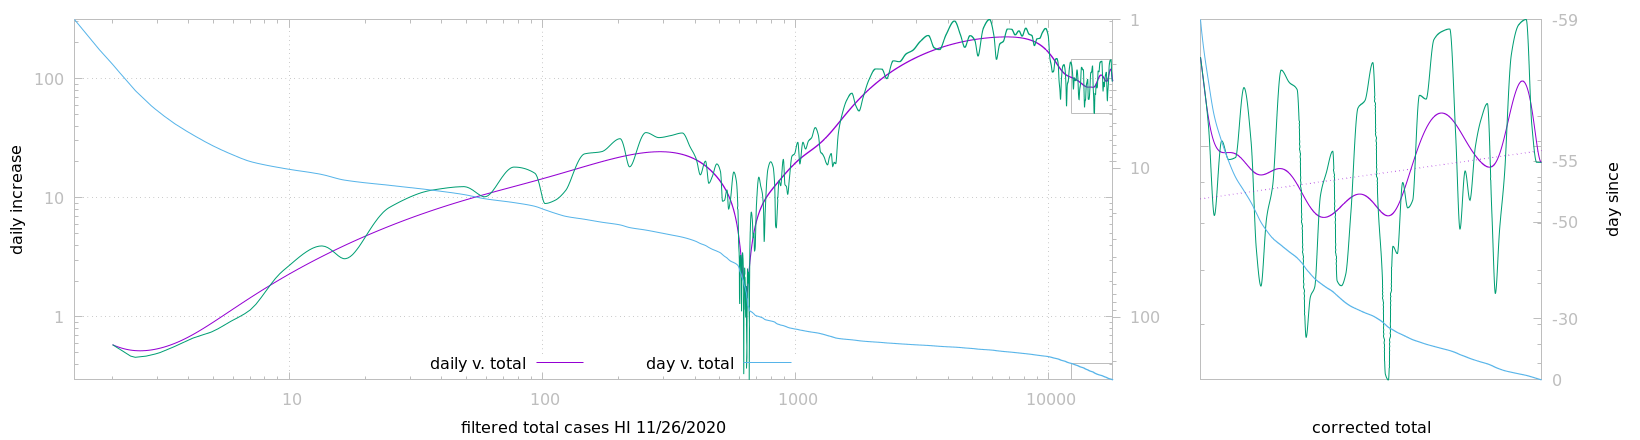 daily increase
100
10
1
10
100
1000
10000
1
10
100
daily v. total
day v. total
filtered total cases HI 11/26/2020
-59
-55
-50
-30
0
day since
corrected total